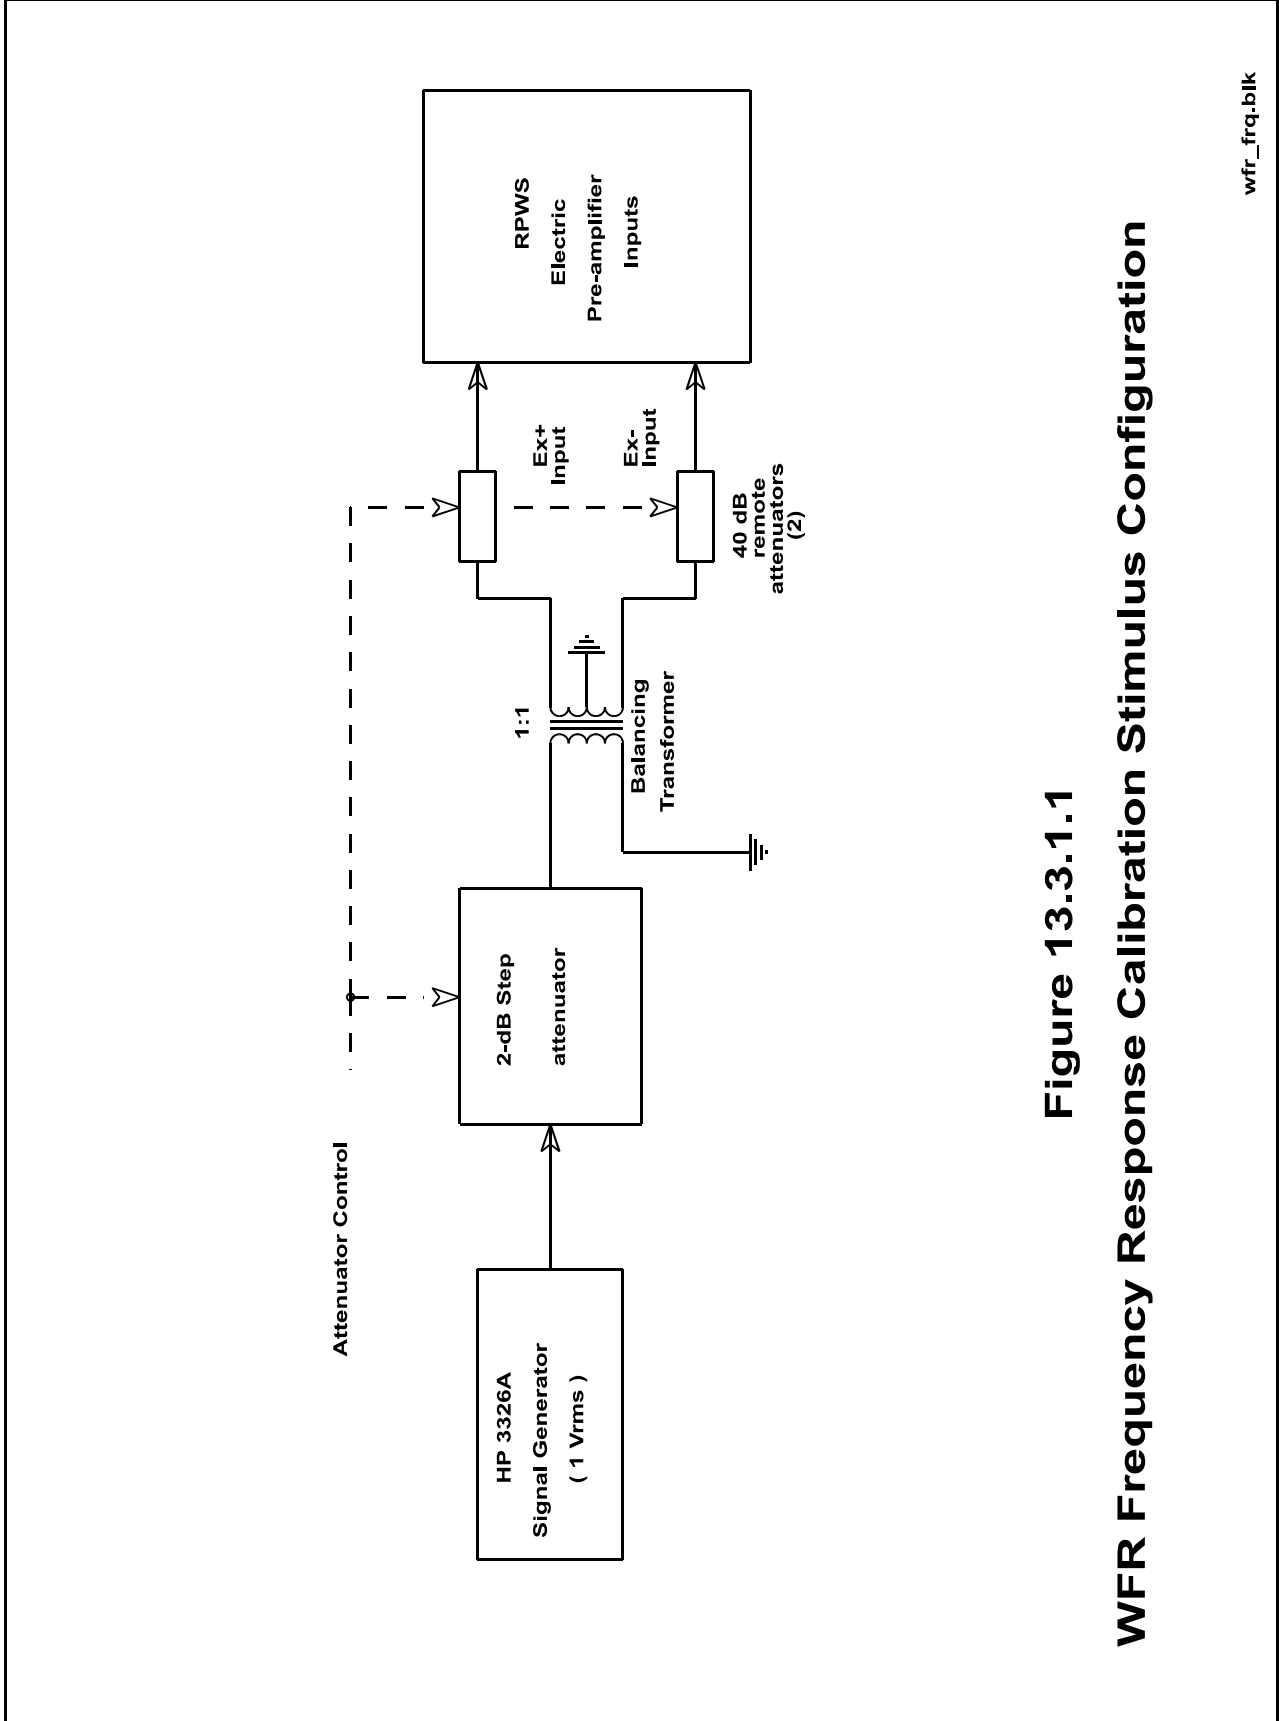 Attenuator Control
HP 3326A
Signal Generator
( 1 Vrms )
2-dB Step
attenuator
1:1
Balancing
Transformer
Ex+
Input
Ex-
Input
40 dB
remote
attenuators
(2)
RPWS
Electric
Pre-amplifier
Inputs
Figure 13.3.1.1
WFR Frequency Response Calibration Stimulus Configuration
wfr_frq.blk